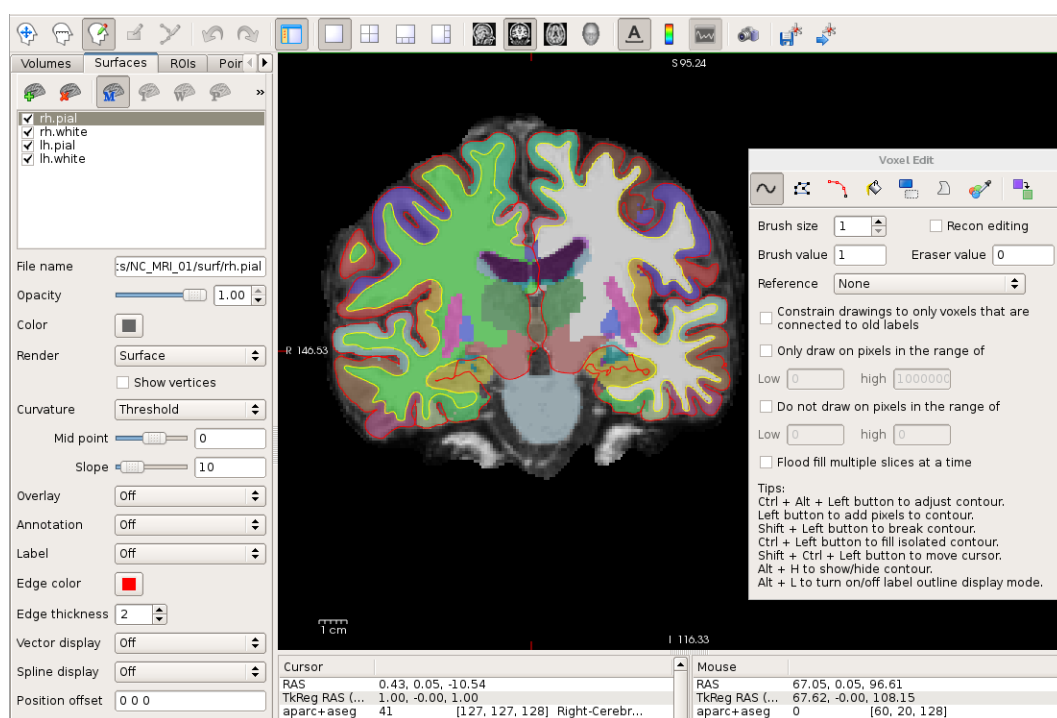 A
Volumes Surfaces ROIs Poir
M I W P »
rh.pial
rh.white
lh.pial
lh.white
File name :s/NC_MRI_01/surf/rh.pial
Opacity 1.00
Color
Render Surface
Show vertices
Curvature Threshold
Mid point 0
Slope 10
Overlay Off
Annotation Off
Label Off
Edge color
Edge thickness 2
Vector display Off
Spline display Off
Position offset 0 0 0
S 95.24
R 146.53
1 cm
I 116.33
Voxel Edit
Brush size 1 Recon editing
Brush value 1 Eraser value 0
Reference None
Constrain drawings to only voxels that are
connected to old labels
Only draw on pixels in the range of
Low 0 high 1000000
Do not draw on pixels in the range of
Low 0 high 0
Flood fill multiple slices at a time
Tips:
Ctrl + Alt + Left button to adjust contour.
Left button to add pixels to contour.
Shift + Left button to break contour.
Ctrl + Left button to fill isolated contour.
Shift + Ctrl + Left button to move cursor.
Alt + H to show/hide contour.
Alt + L to turn on/off label outline display mode.
Cursor
RAS 0.43, 0.05, -10.54
TkReg RAS (... 1.00, -0.00, 1.00
aparc+aseg 41 [127, 127, 128] Right-Cerebr...
Mouse
RAS 67.05, 0.05, 96.61
TkReg RAS (... 67.62, -0.00, 108.15
aparc+aseg 0 [60, 20, 128]